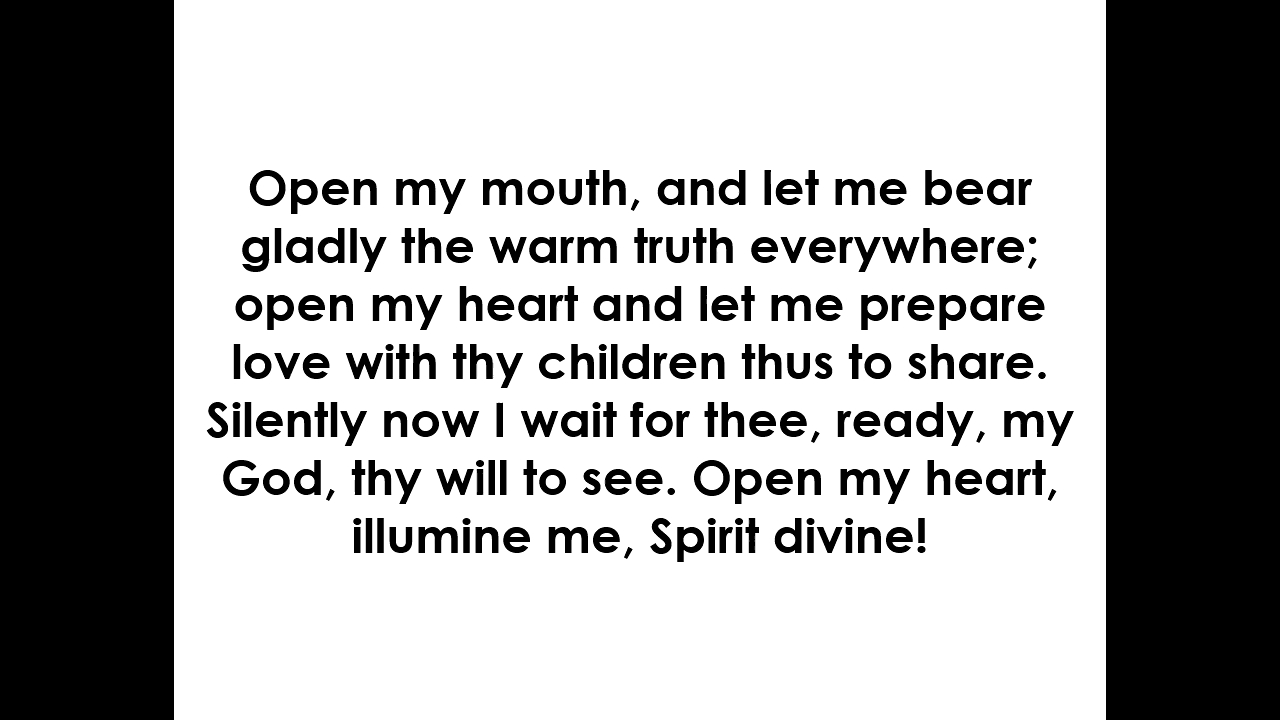 Open my mouth, and let me bear
gladly the warm truth everywhere;
open my heart and let me prepare
love with thy children thus to share.
Silently now I wait for thee, ready, my
God, thy will to see. Open my heart,
illumine me, Spirit divine!